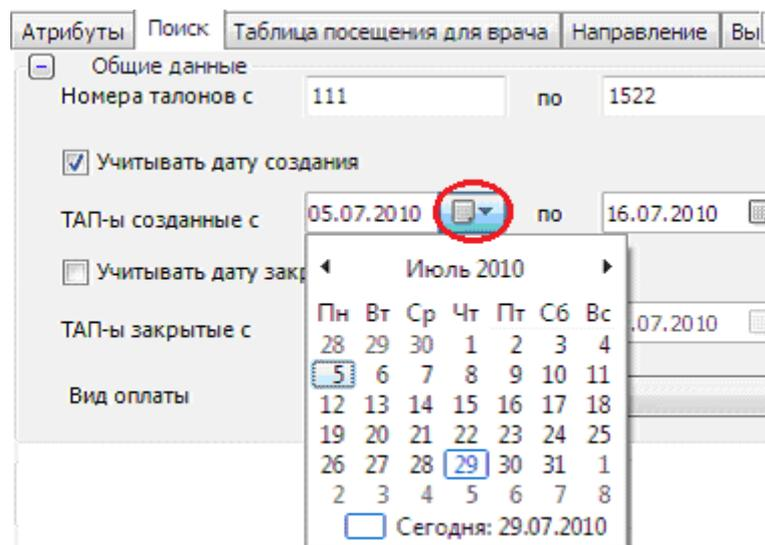 Атрибуты Поиск Таблица посещения для врача Направление Вы
Общие данные
Номера талонов с 111 по 1522
Учитывать дату создания
ТАП-ы созданные с 05.07.2010 по 16.07.2010
Учитывать дату зак
Июль 2010
Пн Вт Ср Чт Пт Сб Вс
ТАП-ы закрытые с .07.2010
28 29 30 1 2 3 4
5 6 7 8 9 10 11
Вид оплаты
12 13 14 15 16 17 18
19 20 21 22 23 24 25
26 27 28 29 30 31 1
2 3 4 5 6 7 8
Сегодня: 29.07.2010